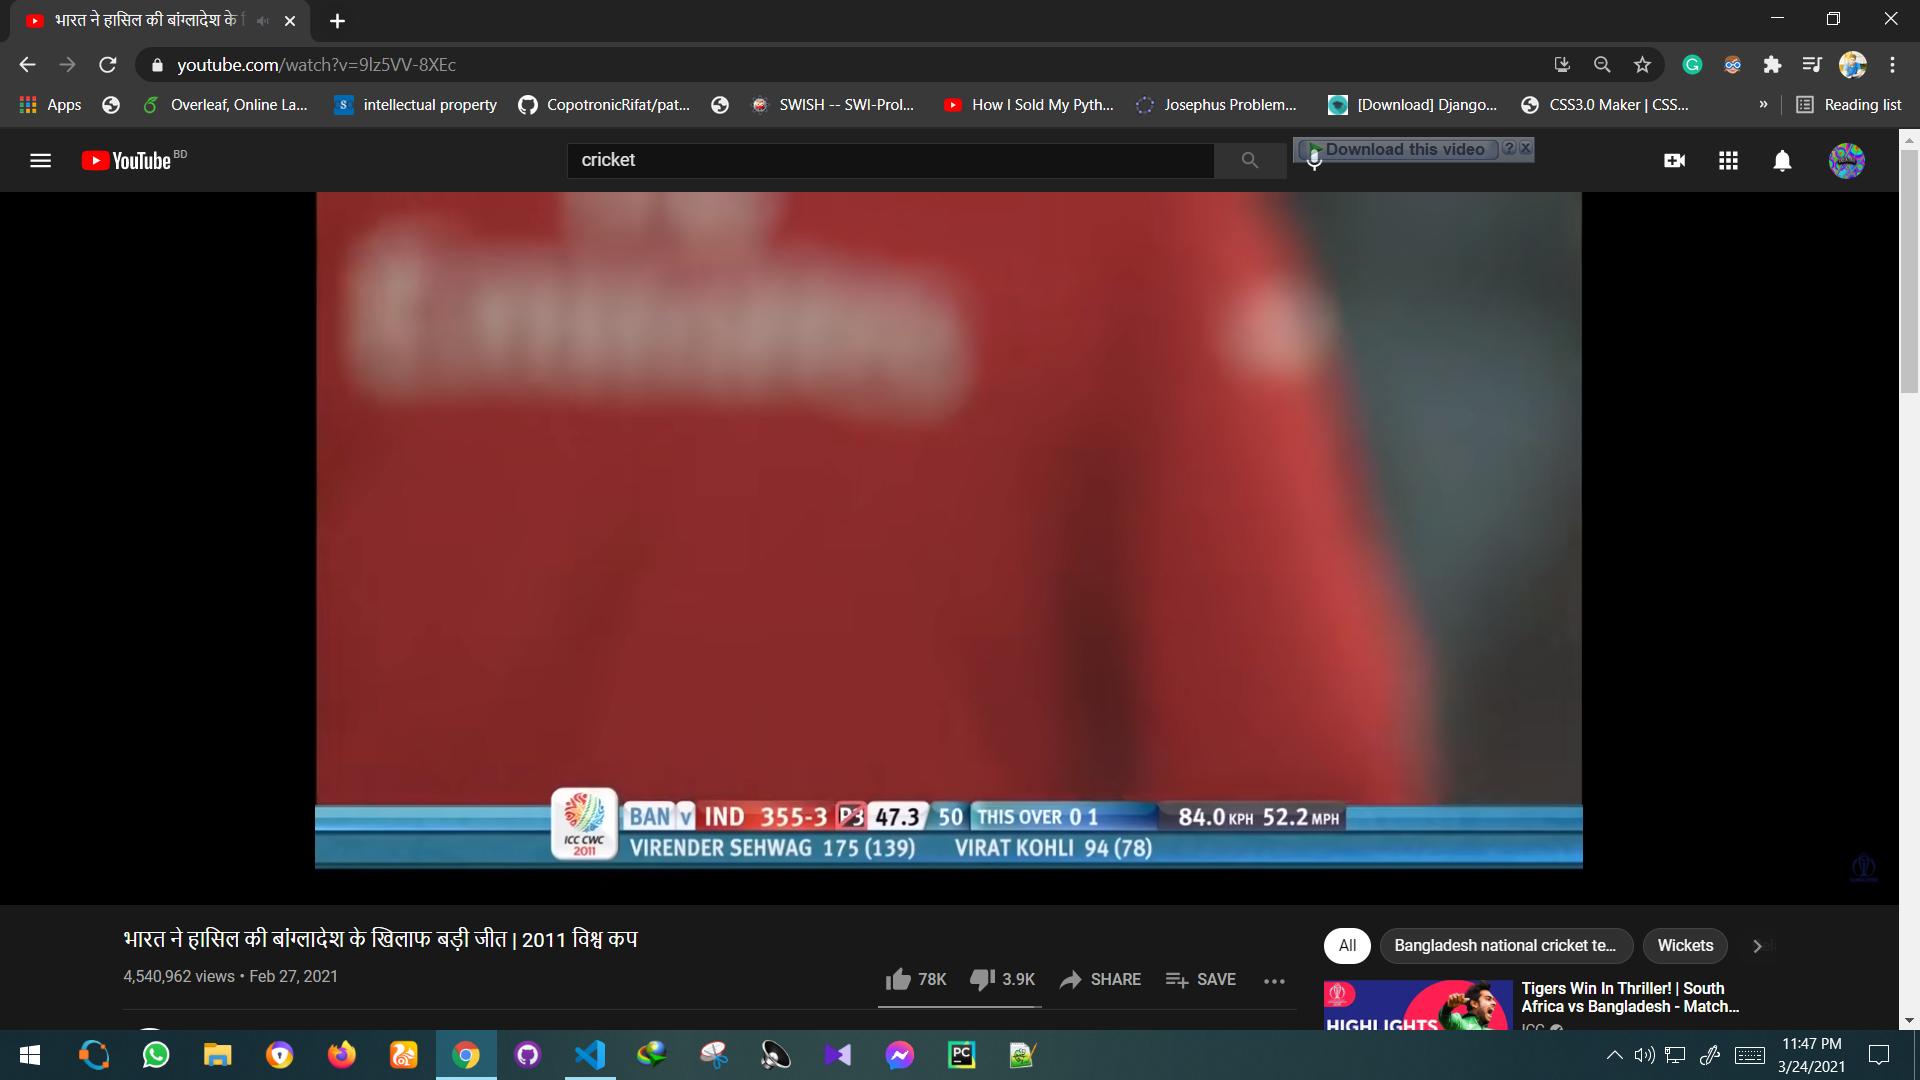 भारत ने हासिल की बांग्लादेश के
youtube.com/watch?v=9lz5VV-8XEc
Apps Overleaf, Online La... intellectual property CopotronicRifat/pat... SWISH -- SWI-Prol... How I Sold My Pyth... Josephus Problem... [Download] Django... CSS3.0 Maker | CSS... » Reading list
YouTube BD cricket Download this video ?
BAN v IND 355-3 P3 47.3 50 THIS OVER 0 1 84.0 KPH 52.2 MPH
ICC CWC
2011
VIRENDER SEHWAG 175 (139) VIRAT KOHLI 94 (78)
भारत ने हासिल की बांग्लादेश के खिलाफ बड़ी जीत | 2011 विश्व कप
4,540,962 views • Feb 27, 2021
78K 3.9K SHARE SAVE
All Bangladesh national cricket te... Wickets
Tigers Win In Thriller! | South
Africa vs Bangladesh - Match...
ICC
HIGHLIGHTS
PC
11:47 PM
3/24/2021